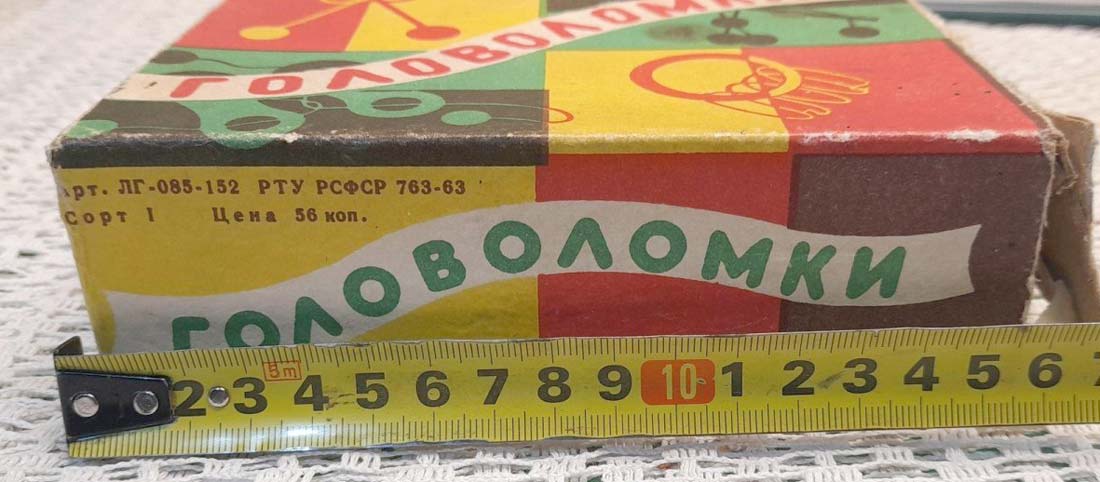 ГОЛОВОЛОМКИ
Арт. ЛГ-085-152 РТУ РСФСР 763-63
Сорт I Цена 56 коп.
ГОЛОВОЛОМКИ
5m
2 3 4 5 6 7 8 9 10 1 2 3 4 5 6